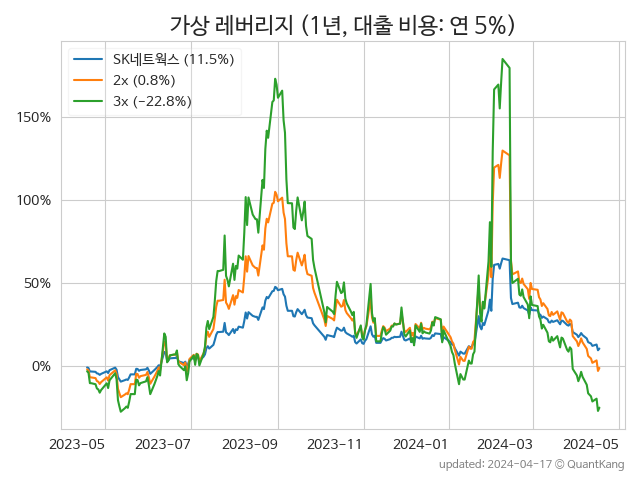 가상 레버리지 (1년, 대출 비용: 연 5%)
SK네트웍스 (11.5%)
2x (0.8%)
3x (−22.8%)
150%
100%
50%
0%
2023-05 2023-07 2023-09 2023-11 2024-01 2024-03 2024-05
updated: 2024-04-17 © QuantKang